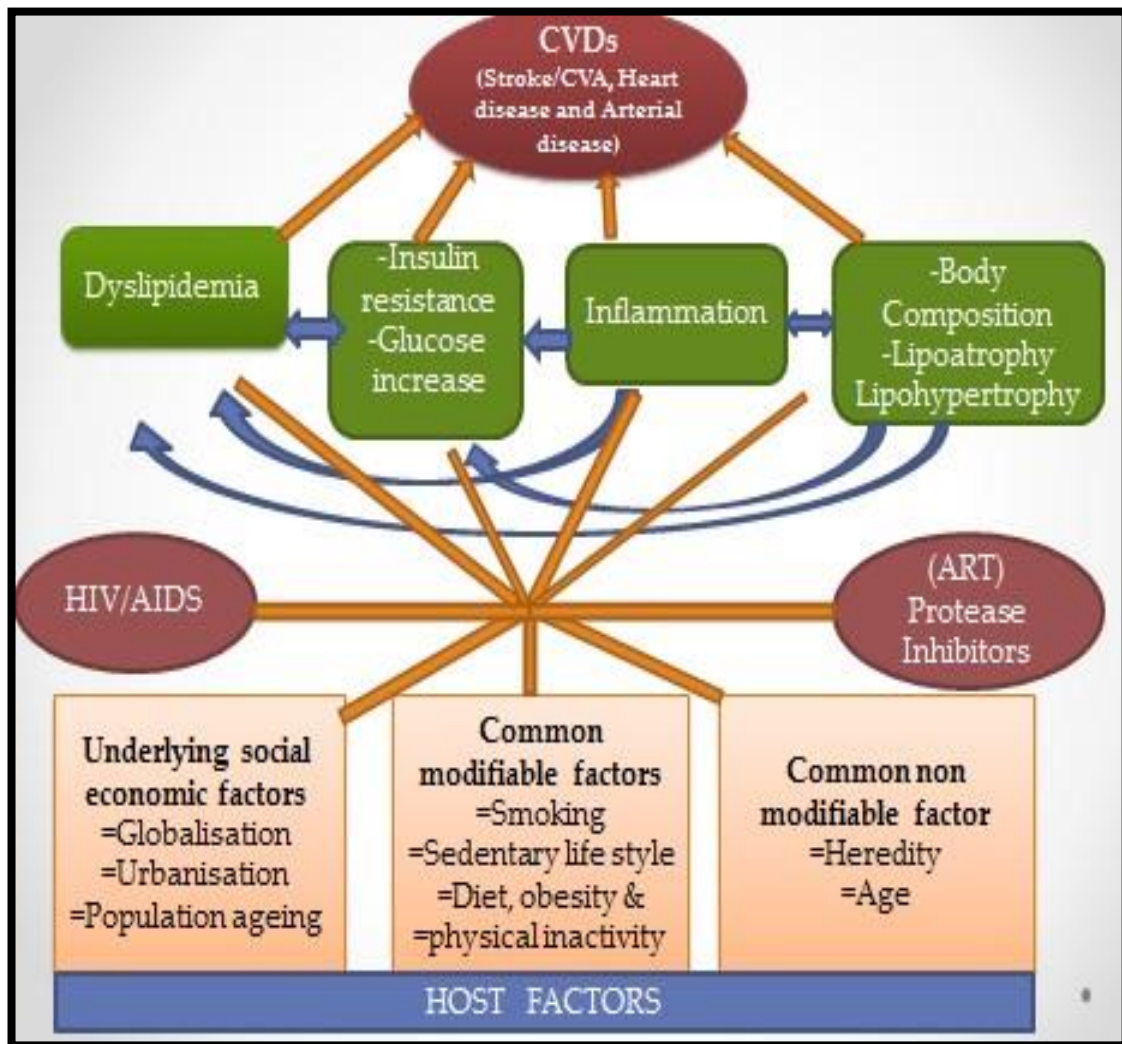 CVDs
(Stroke/CVA, Heart
disease and Arterial
disease)
Dyslipidemia
-Insulin
resistance
-Glucose
increase
Inflammation
-Body
Composition
-Lipoatrophy
Lipohypertrophy
HIV/AIDS
(ART)
Protease
Inhibitors
Underlying social
economic factors
=Globalisation
=Urbanisation
=Population ageing
Common
modifiable factors
=Smoking
=Sedentary life style
=Diet, obesity &
=physical inactivity
Common non
modifiable factor
=Heredity
=Age
HOST FACTORS